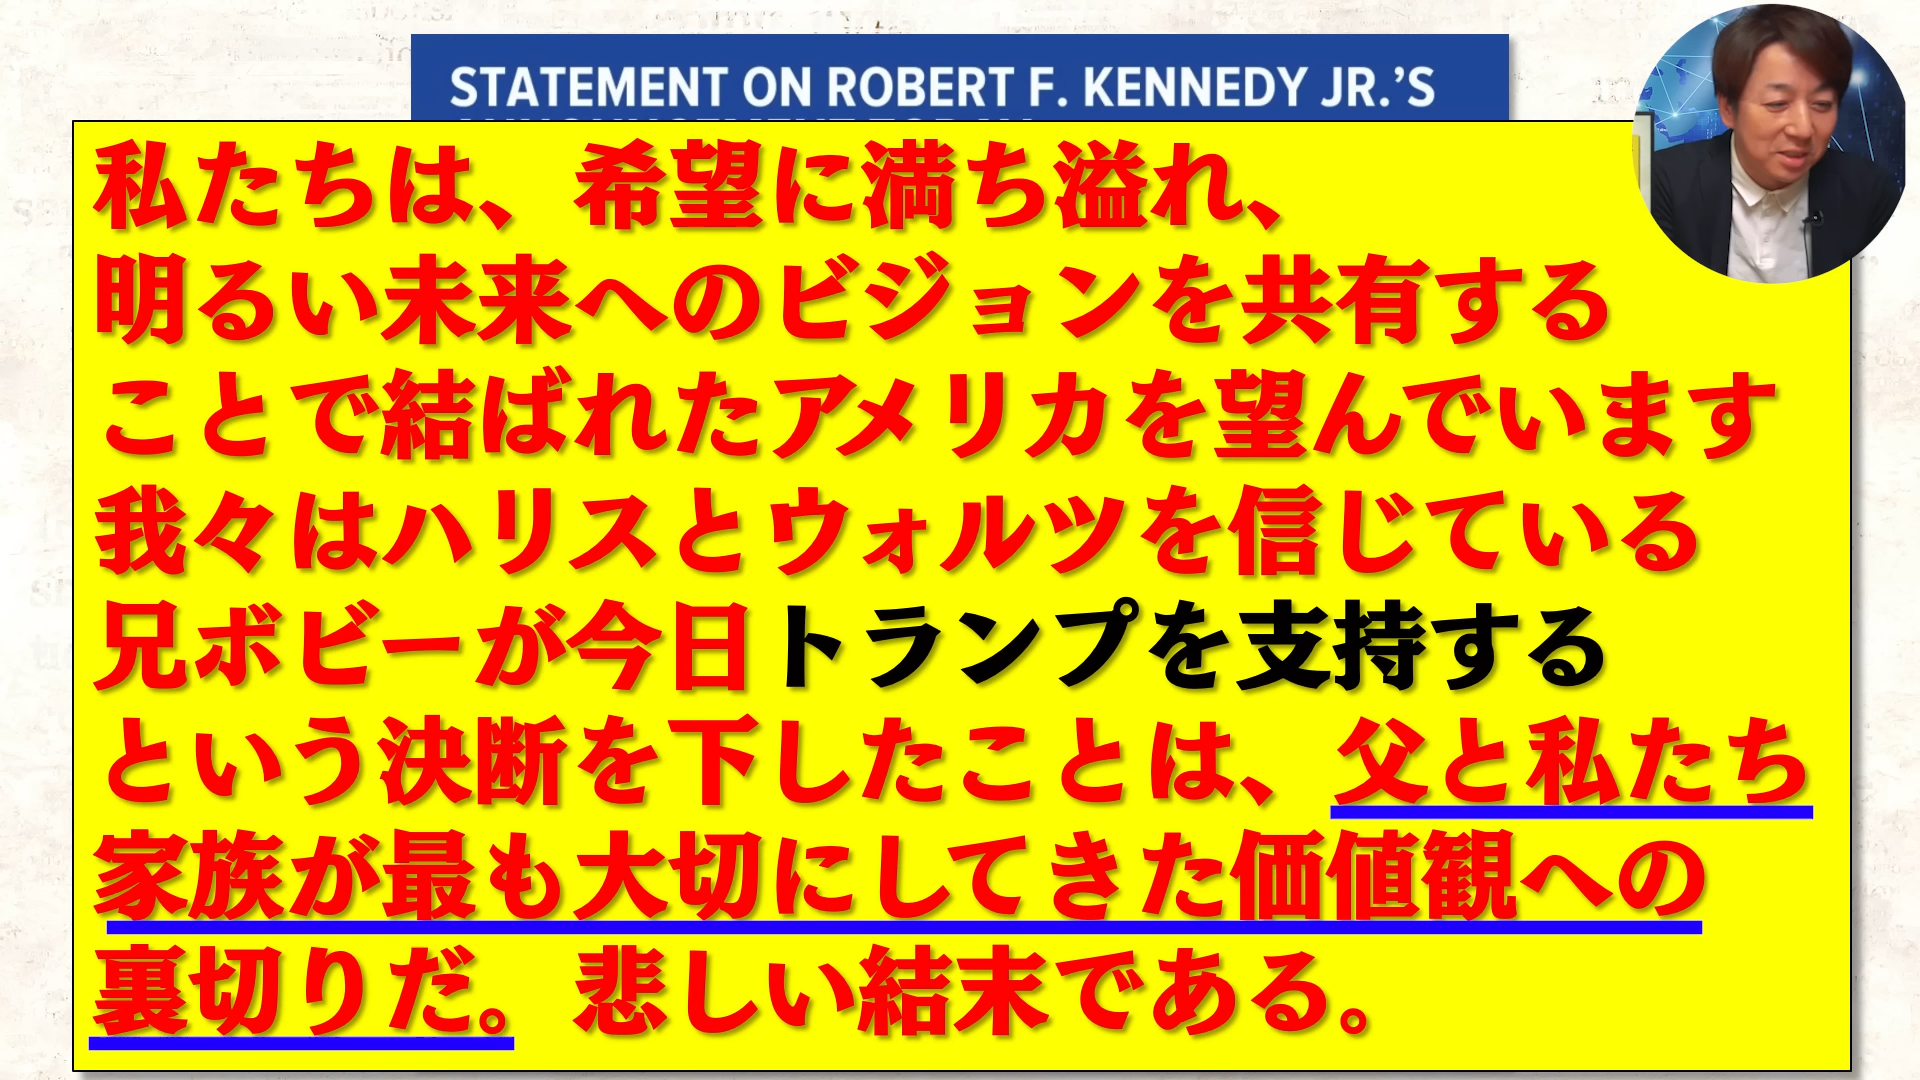 STATEMENT ON ROBERT F. KENNEDY JR.’S
私たちは、希望に満ち溢れ、
明るい未来へのビジョンを共有する
ことで結ばれたアメリカを望んでいます
我々はハリスとウォルツを信じている
兄ボビーが今日トランプを支持する
という決断を下したことは、父と私たち
家族が最も大切にしてきた価値観への
裏切りだ。悲しい結末である。